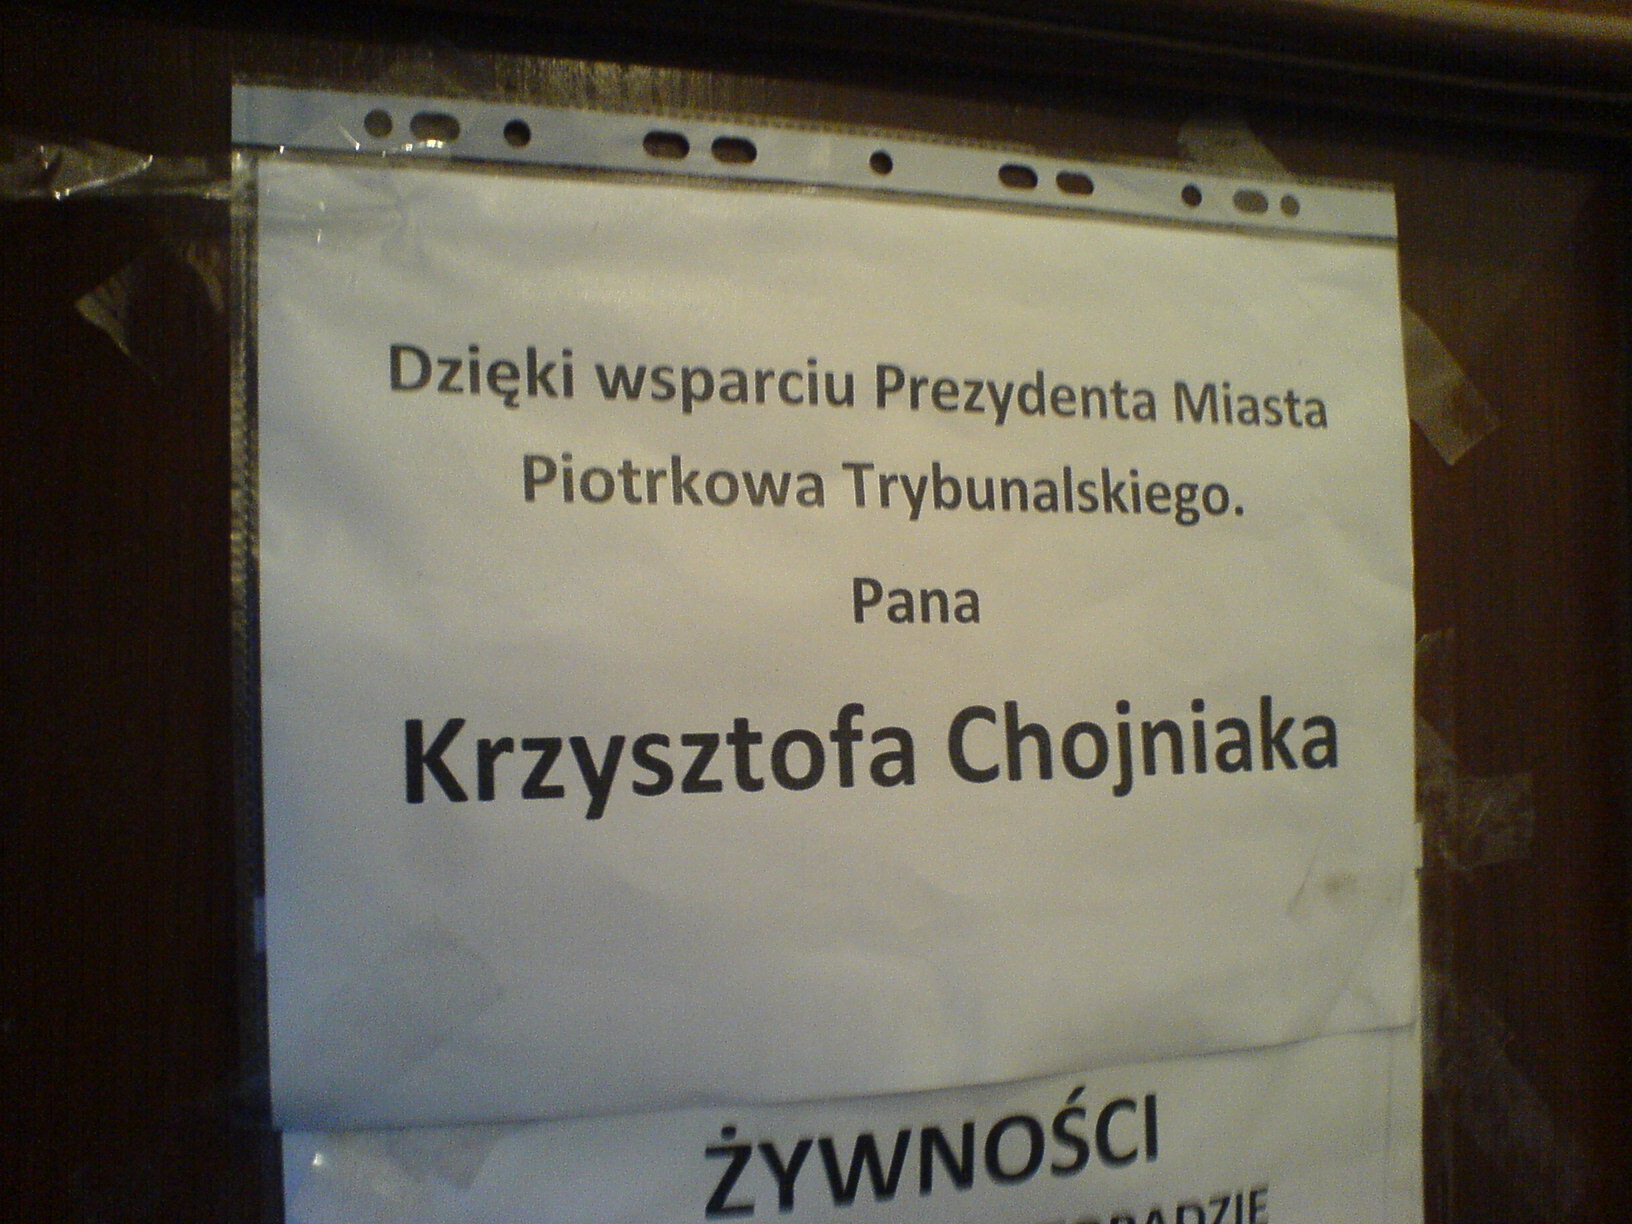 Dzięki wsparciu Prezydenta Miasta
Piotrkowa Trybunalskiego.
Pana
Krzysztofa Chojniaka
ŻYWNOŚCI